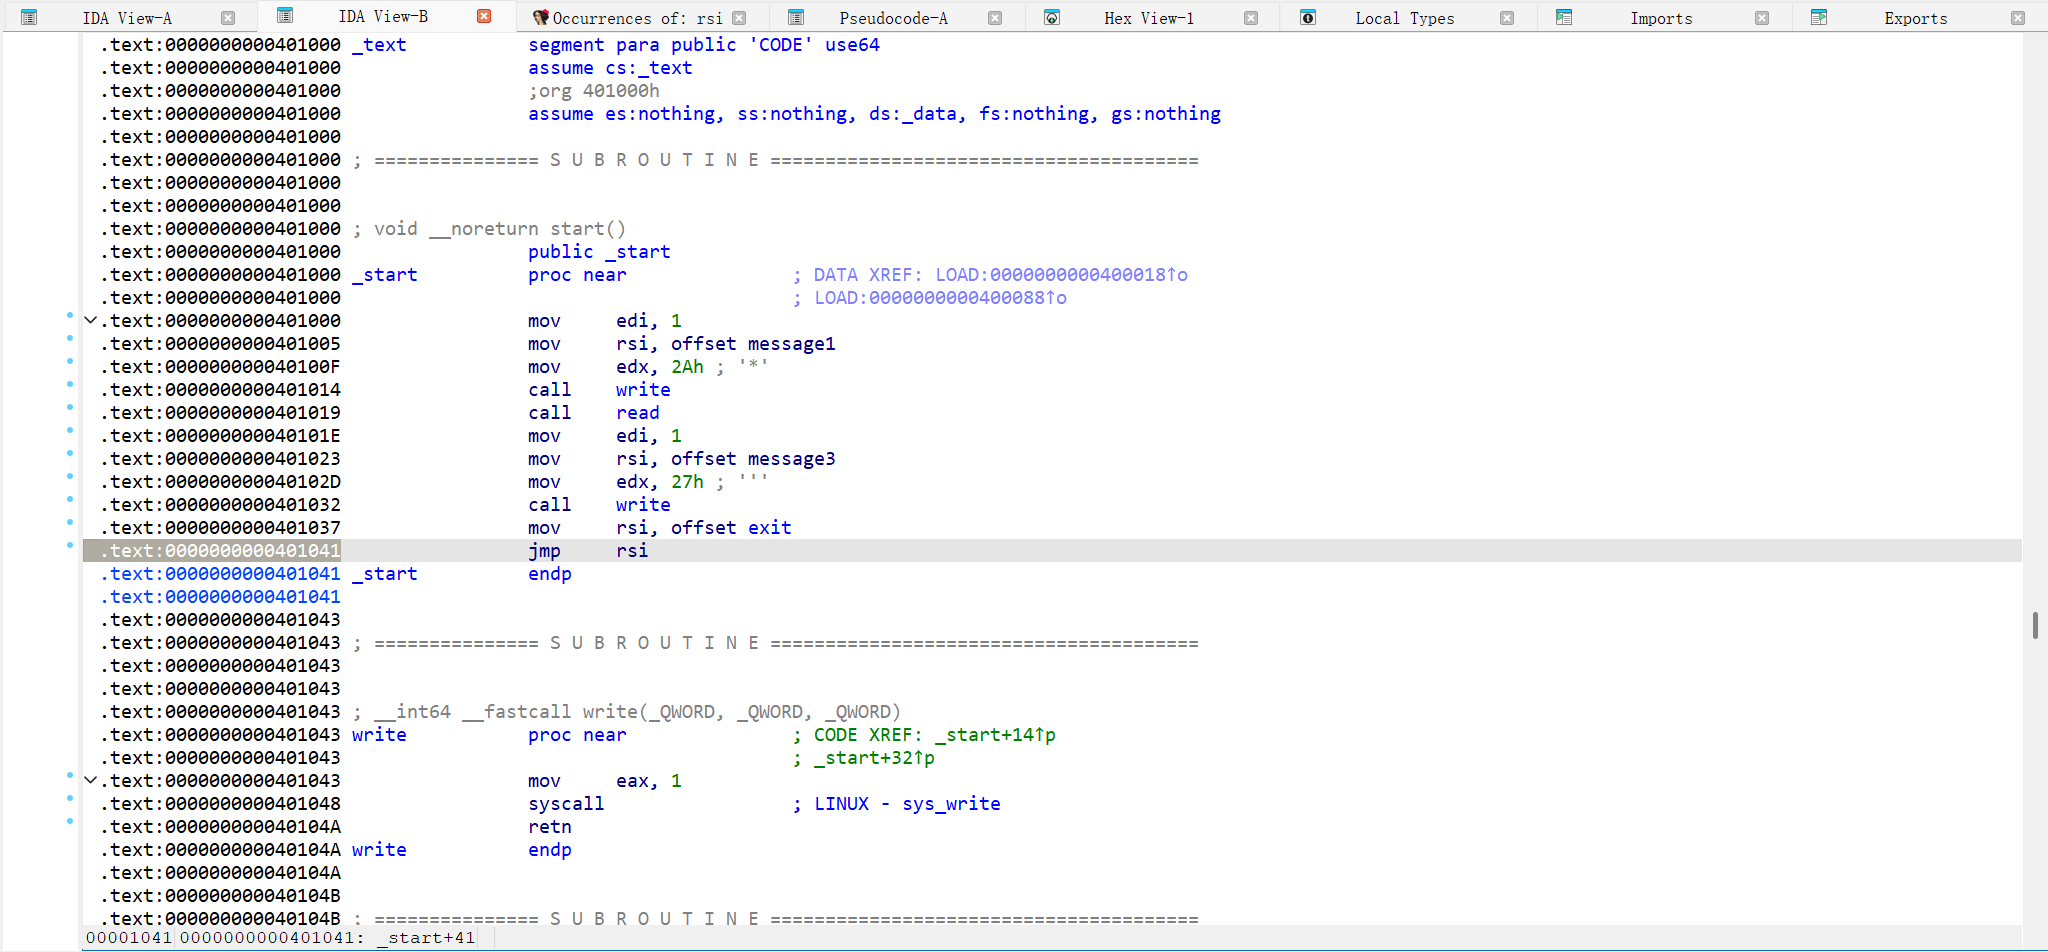 IDA View-A IDA View-B Occurrences of: rsi Pseudocode-A Hex View-1 Local Types Imports Exports
.text:0000000000401000 _text segment para public 'CODE' use64
.text:0000000000401000 assume cs:_text
.text:0000000000401000 ;org 401000h
.text:0000000000401000 assume es:nothing, ss:nothing, ds:_data, fs:nothing, gs:nothing
.text:0000000000401000
.text:0000000000401000 ; =============== S U B R O U T I N E =======================================
.text:0000000000401000
.text:0000000000401000
.text:0000000000401000 ; void __noreturn start()
.text:0000000000401000 public _start
.text:0000000000401000 _start proc near ; DATA XREF: LOAD:0000000000400018↑o
.text:0000000000401000 ; LOAD:0000000000400088↑o
.text:0000000000401000 mov edi, 1
.text:0000000000401005 mov rsi, offset message1
.text:000000000040100F mov edx, 2Ah ; '*'
.text:0000000000401014 call write
.text:0000000000401019 call read
.text:000000000040101E mov edi, 1
.text:0000000000401023 mov rsi, offset message3
.text:000000000040102D mov edx, 27h ; '''
.text:0000000000401032 call write
.text:0000000000401037 mov rsi, offset exit
.text:0000000000401041 jmp rsi
.text:0000000000401041 _start endp
.text:0000000000401041
.text:0000000000401043
.text:0000000000401043 ; =============== S U B R O U T I N E =======================================
.text:0000000000401043
.text:0000000000401043
.text:0000000000401043 ; __int64 __fastcall write(_QWORD, _QWORD, _QWORD)
.text:0000000000401043 write proc near ; CODE XREF: _start+14↑p
.text:0000000000401043 ; _start+32↑p
.text:0000000000401043 mov eax, 1
.text:0000000000401048 syscall ; LINUX - sys_write
.text:000000000040104A retn
.text:000000000040104A write endp
.text:000000000040104A
.text:000000000040104B
.text:000000000040104B ; =============== S U B R O U T I N E =======================================
00001041 0000000000401041: _start+41